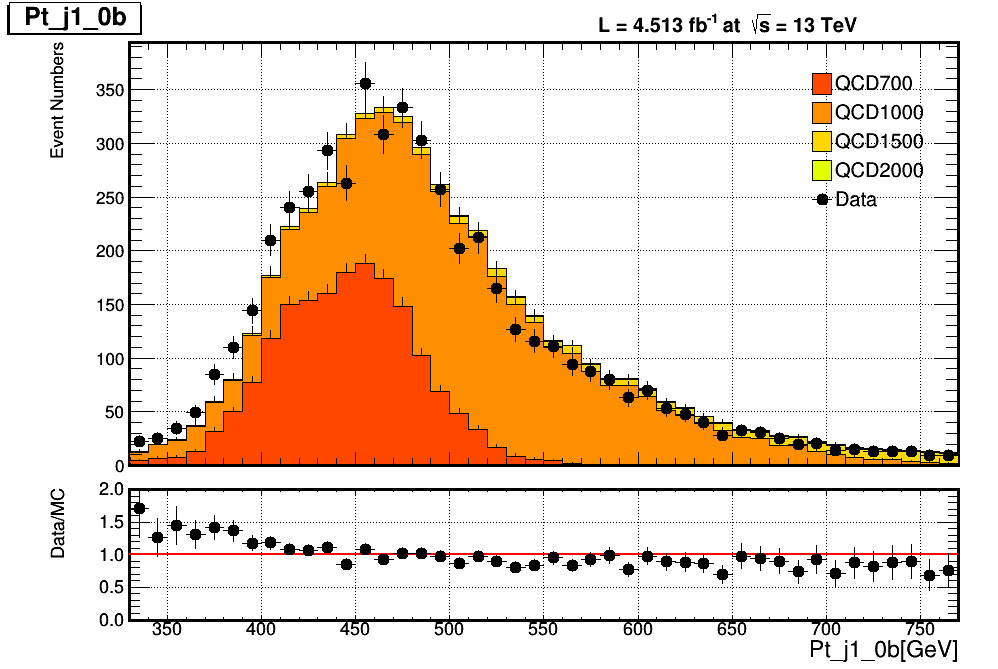 Pt_j1_0b
L = 4.513 fb⁻¹ at √s = 13 TeV
Event Numbers
350
300
250
200
150
100
50
0
QCD700
QCD1000
QCD1500
QCD2000
Data
Data/MC
2.0
1.5
1.0
0.5
0.0
350 400 450 500 550 600 650 700 750
Pt_j1_0b[GeV]